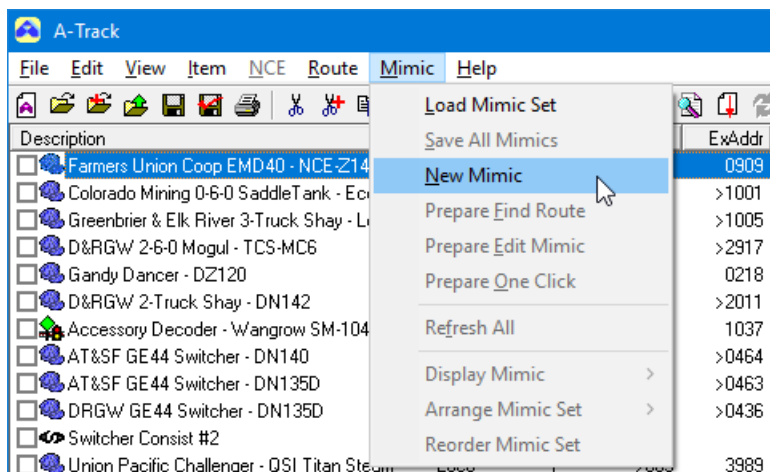 A-Track
File Edit View Item NCE Route Mimic Help
Load Mimic Set
Save All Mimics
New Mimic
Prepare Find Route
Prepare Edit Mimic
Prepare One Click
Refresh All
Display Mimic
Arrange Mimic Set
Reorder Mimic Set
Description ExAddr
Farmers Union Coop EMD40 - NCE-Z14 0909
Colorado Mining 0-6-0 SaddleTank - >1001
Greenbrier & Elk River 3-Truck Shay - >1005
D&RGW 2-6-0 Mogul - TCS-MC6 >2917
Gandy Dancer - DZ120 0218
D&RGW 2-Truck Shay - DN142 >2011
Accessory Decoder - Wangrow SM-104 1037
AT&SF GE44 Switcher - DN140 >0464
AT&SF GE44 Switcher - DN135D >0463
DRGW GE44 Switcher - DN135D >0436
Switcher Consist #2
Union Pacific Challenger - QSI Titan 3989